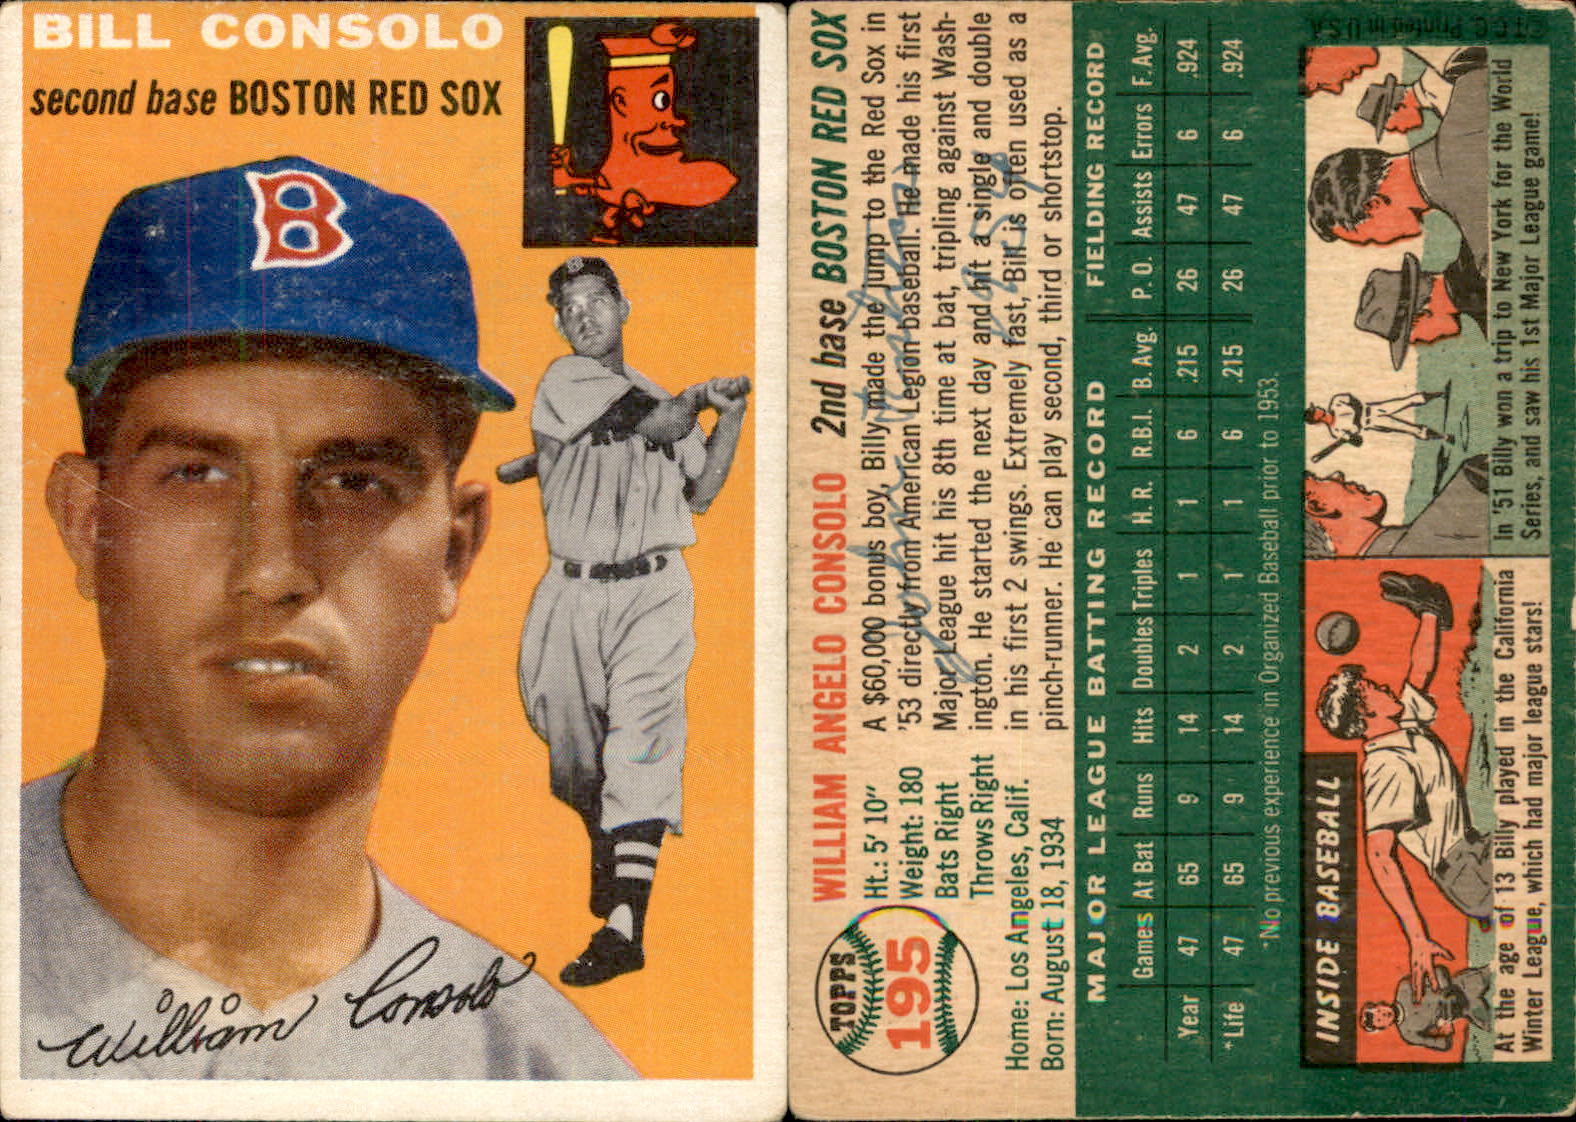 BILL CONSOLO
second base BOSTON RED SOX
B
William Consolo
TOPPS
195
WILLIAM ANGELO CONSOLO 2nd base BOSTON RED SOX
Ht.: 5' 10"
Weight: 180
Bats Right
Throws Right
Home: Los Angeles, Calif.
Born: August 18, 1934
A $60,000 bonus boy, Billy made the jump to the Red Sox in
'53 directly from American Legion baseball. He made his first
Major League hit his 8th time at bat, tripling against Wash-
ington. He started the next day and hit a single and double
in his first 2 swings. Extremely fast, Bill is often used as a
pinch-runner. He can play second, third or shortstop.
John
MAJOR LEAGUE BATTING RECORD FIELDING RECORD
Games At Bat Runs Hits Doubles Triples H. R. R.B.I. B. Avg. P. O. Assists Errors F. Avg.
Year 47 65 9 14 2 1 1 6 .215 26 47 6 .924
*Life 47 65 9 14 2 1 1 6 .215 26 47 6 .924
*No previous experience in Organized Baseball prior to 1953.
INSIDE BASEBALL
At the age of 13 Billy played in the California
Winter League, which had major league stars!
In '51 Billy won a trip to New York for the World
Series, and saw his 1st Major League game!
©T.C.G. Printed in U.S.A.